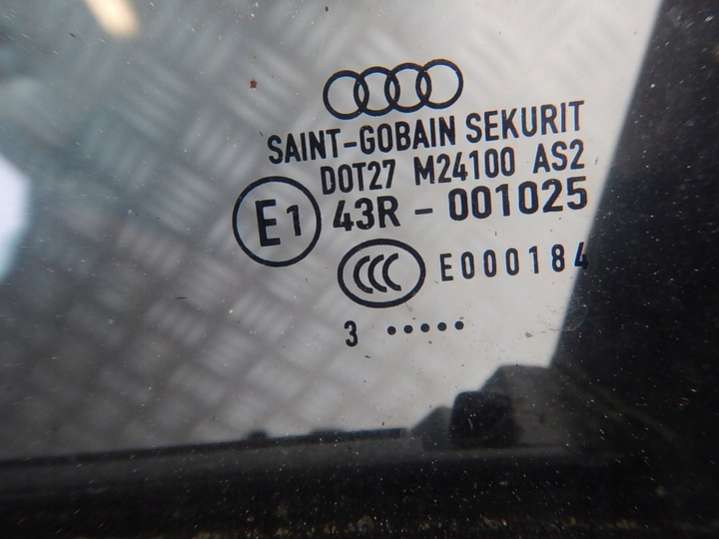 SAINT-GOBAIN SEKURIT
DOT27 M24100 AS2
E1 43R - 001025
CCC E000184
3 •••••